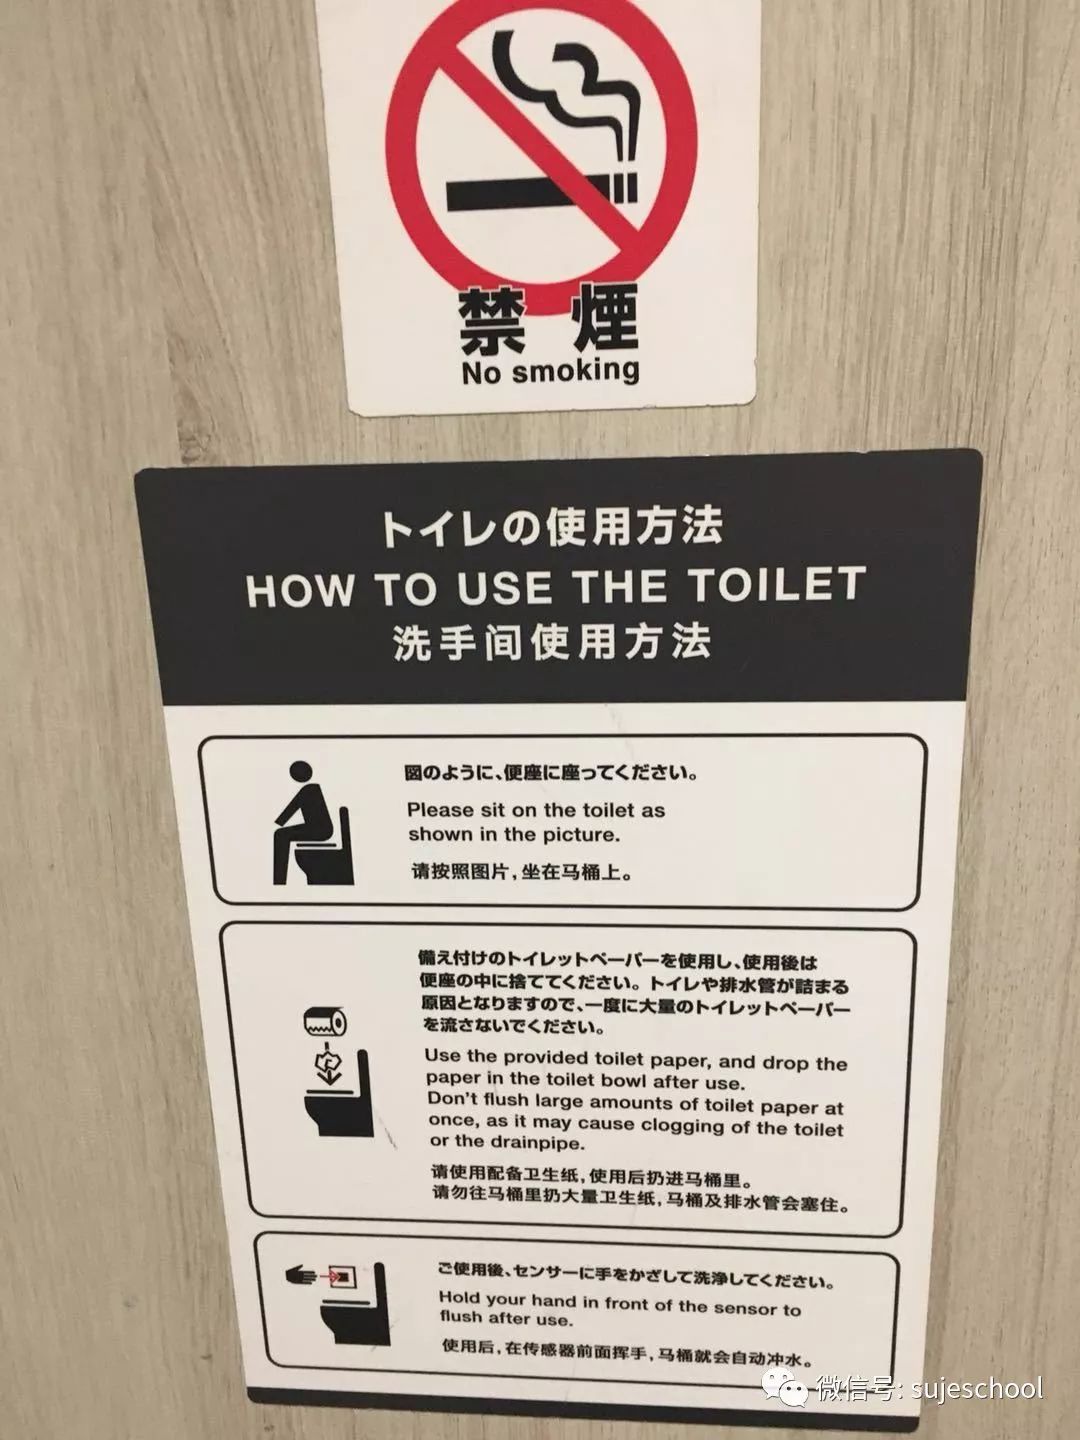 禁煙
No smoking
トイレの使用方法
HOW TO USE THE TOILET
洗手间使用方法
図のように、便座に座ってください。
Please sit on the toilet as
shown in the picture.
请按照图片，坐在马桶上。
備え付けのトイレットペーパーを使用し、使用後は
便座の中に捨ててください。トイレや排水管が詰まる
原因となりますので、一度に大量のトイレットペーパー
を流さないでください。
Use the provided toilet paper, and drop the
paper in the toilet bowl after use.
Don't flush large amounts of toilet paper at
once, as it may cause clogging of the toilet
or the drainpipe.
请使用配备卫生纸，使用后扔进马桶里。
请勿往马桶里扔大量卫生纸，马桶及排水管会塞住。
ご使用後、センサーに手をかざして洗浄してください。
Hold your hand in front of the sensor to
flush after use.
使用后，在传感器前面挥手，马桶就会自动冲水。
微信号: sujeschool